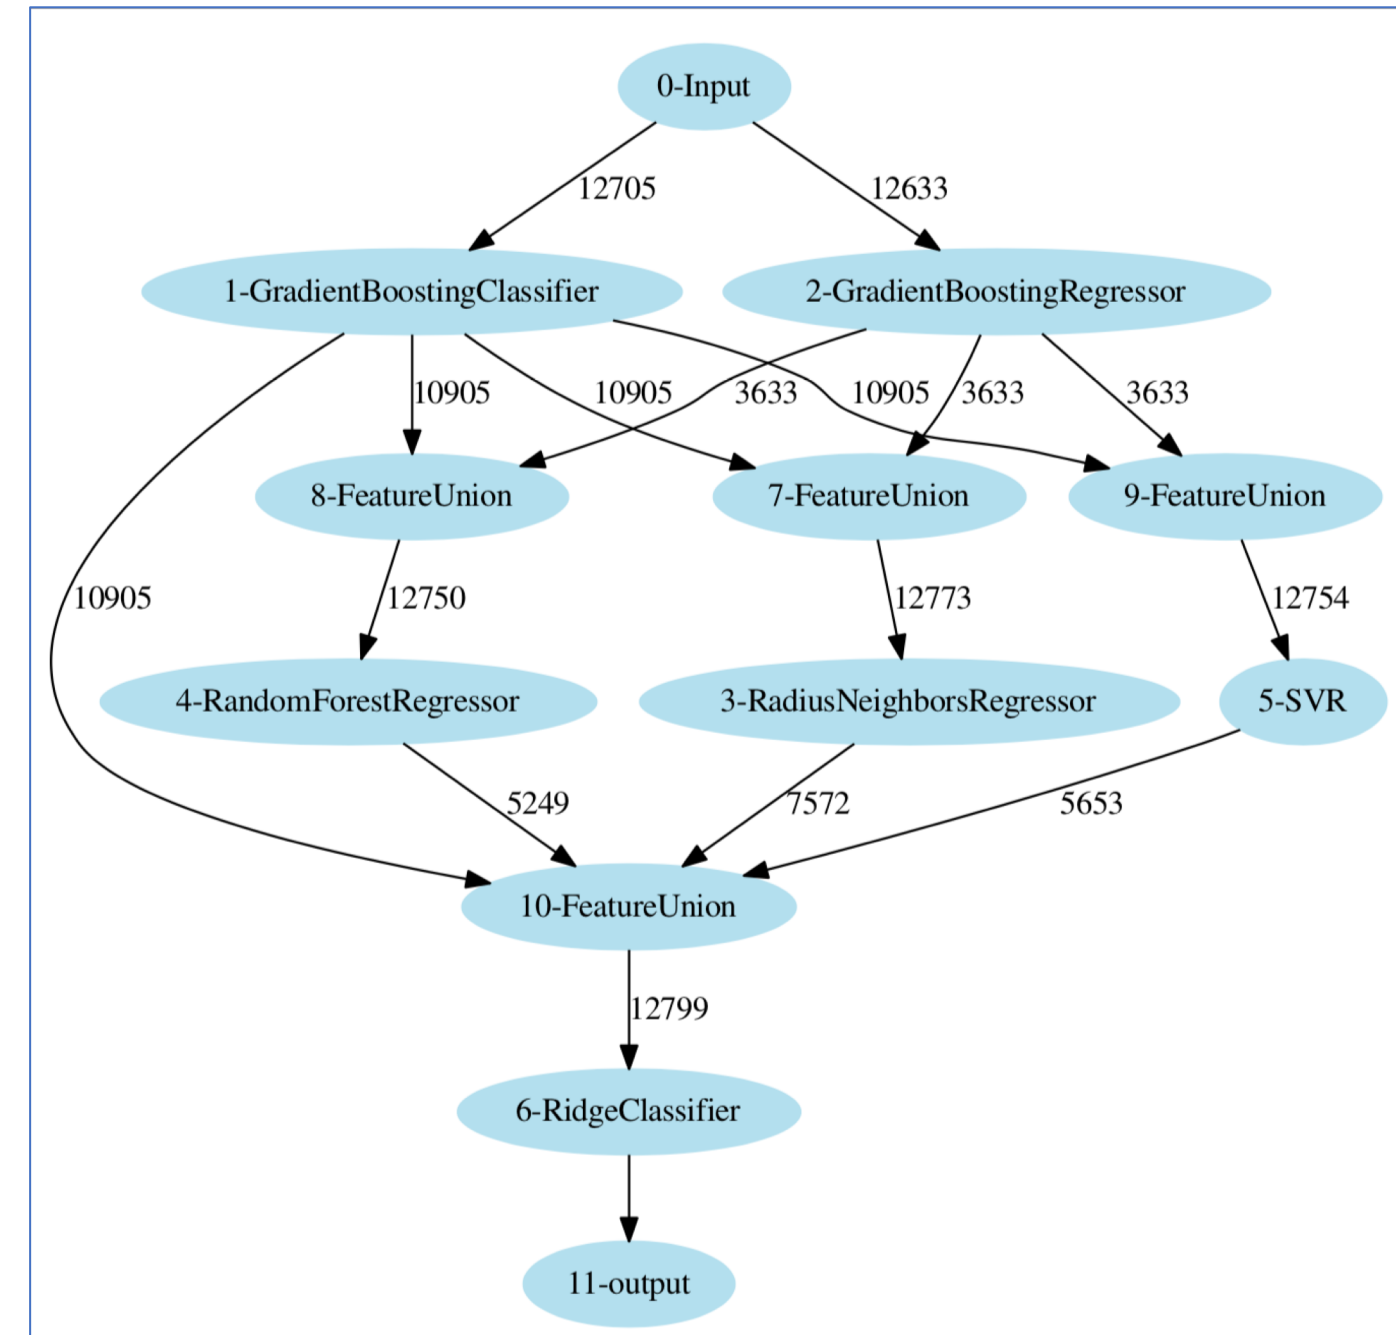 0-Input
12705
12633
1-GradientBoostingClassifier
2-GradientBoostingRegressor
10905
10905
3633
10905
3633
3633
8-FeatureUnion
7-FeatureUnion
9-FeatureUnion
10905
12750
12773
12754
4-RandomForestRegressor
3-RadiusNeighborsRegressor
5-SVR
5249
7572
5653
10-FeatureUnion
12799
6-RidgeClassifier
11-output